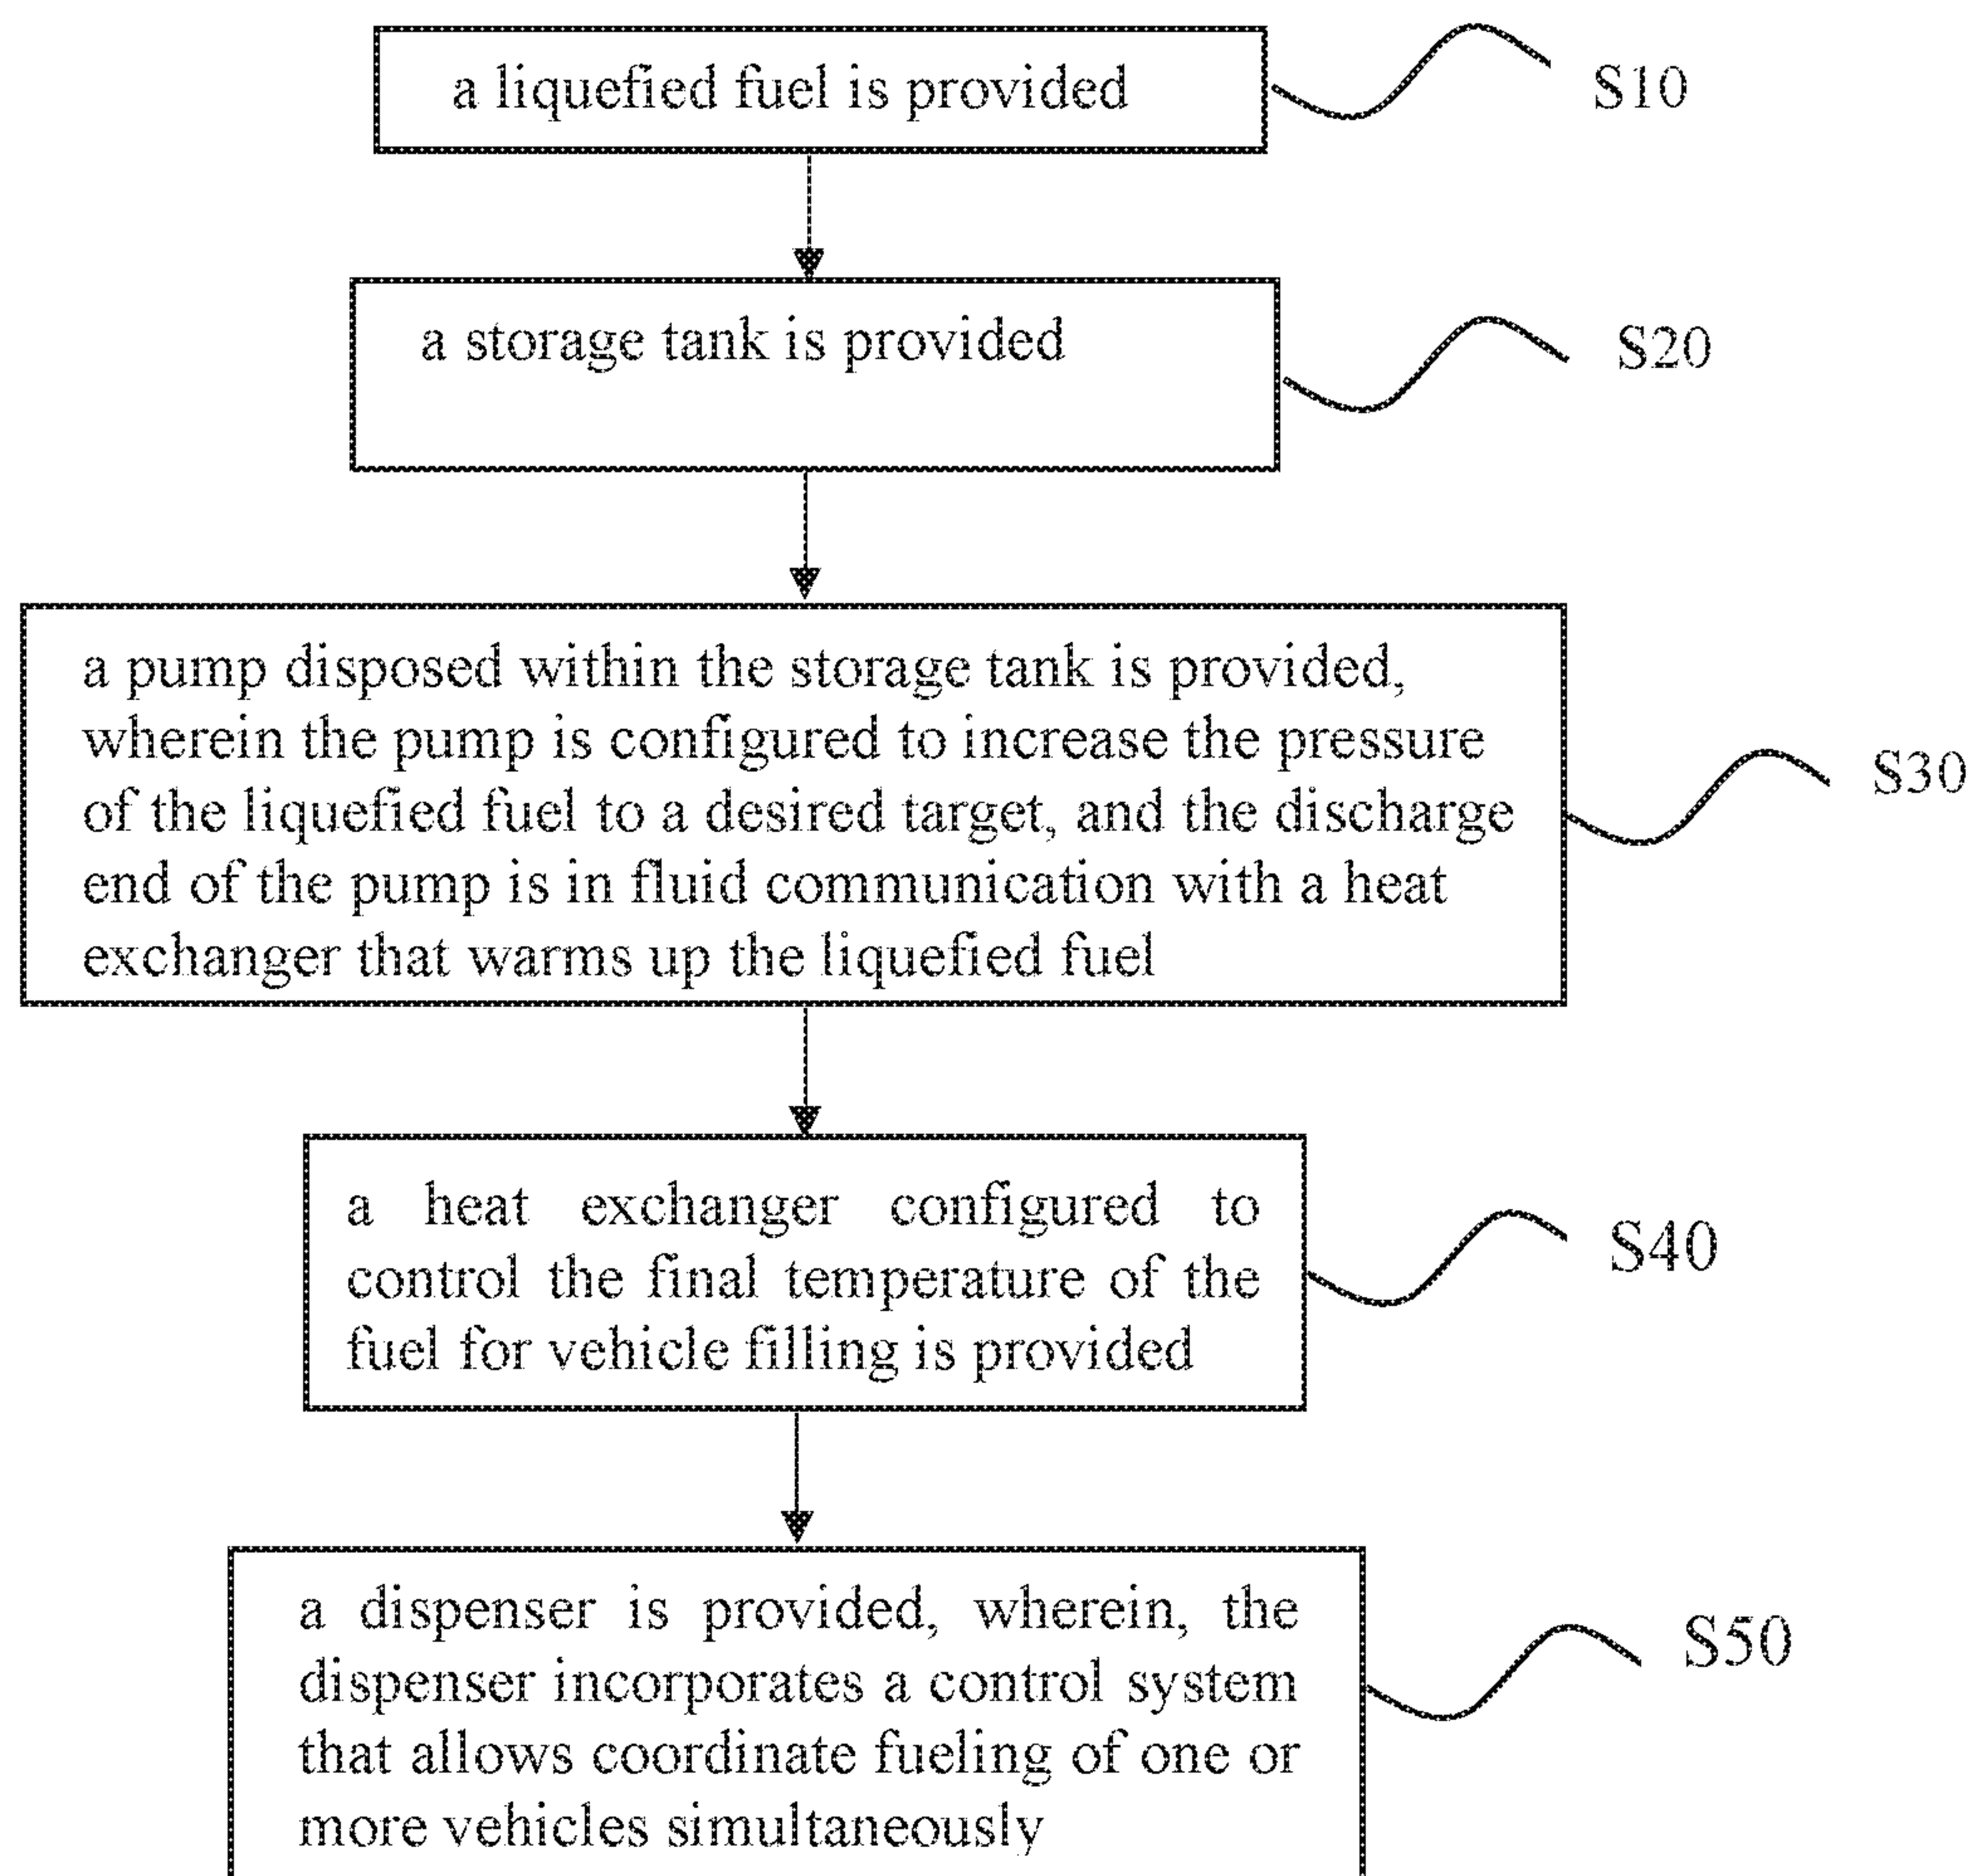 a liquefied fuel is provided
S10
a storage tank is provided
S20
a pump disposed within the storage tank is provided,
wherein the pump is configured to increase the pressure
of the liquefied fuel to a desired target, and the discharge
end of the pump is in fluid communication with a heat
exchanger that warms up the liquefied fuel
S30
a heat exchanger configured to
control the final temperature of the
fuel for vehicle filling is provided
S40
a dispenser is provided, wherein, the
dispenser incorporates a control system
that allows coordinate fueling of one or
more vehicles simultaneously
S50